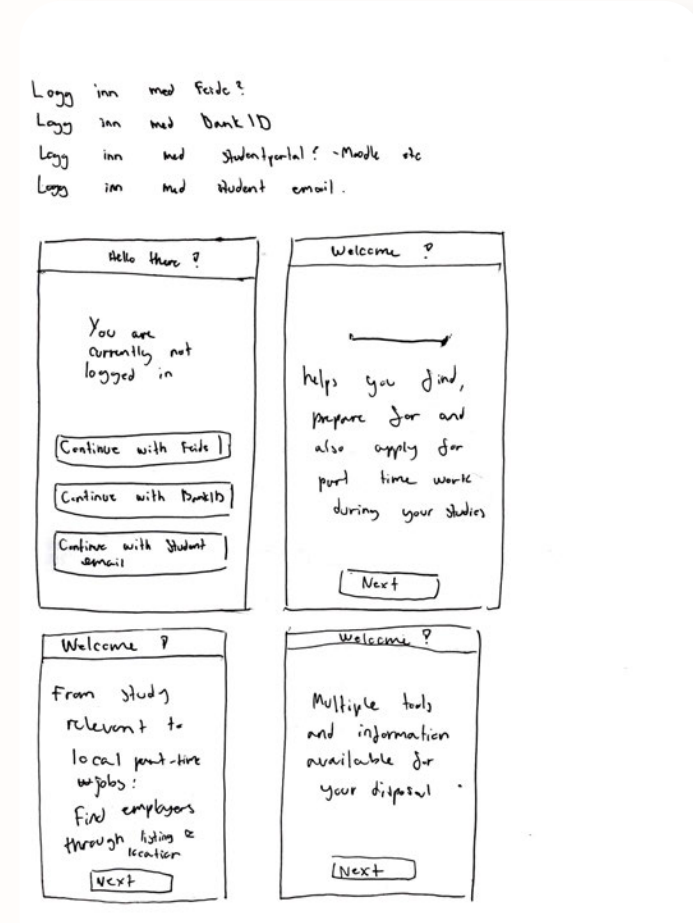 Logg inn med Feide?
Logg inn med Bank ID
Logg inn med studentportal? - Moodle etc
Logg inn med student email.
Hello there!
You are
currently not
logged in
Continue with Feide
Continue with BankID
Continue with Student
email
Welcome!
helps you find,
prepare for and
also apply for
part time work
during your studies
Next
Welcome!
From study
relevant to
local part-time
jobs:
Find employers
through listing &
location
Next
Welcome!
Multiple tools
and information
available for
your disposal.
Next